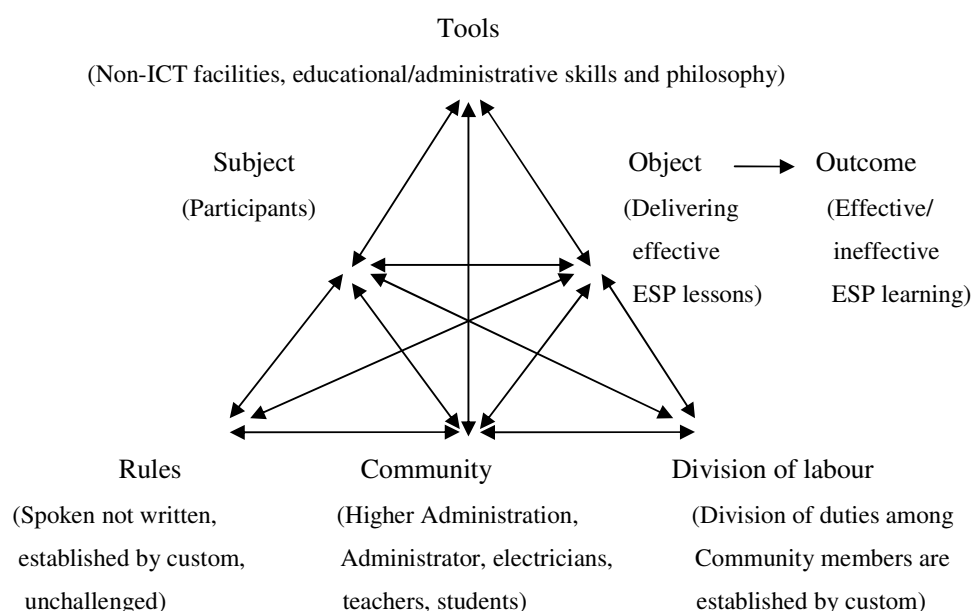 Tools
(Non-ICT facilities, educational/administrative skills and philosophy)
Subject
(Participants)
Object
Outcome
(Delivering
effective
ESP lessons)
(Effective/
ineffective
ESP learning)
Rules
(Spoken not written,
established by custom,
unchallenged)
Community
(Higher Administration,
Administrator, electricians,
teachers, students)
Division of labour
(Division of duties among
Community members are
established by custom)